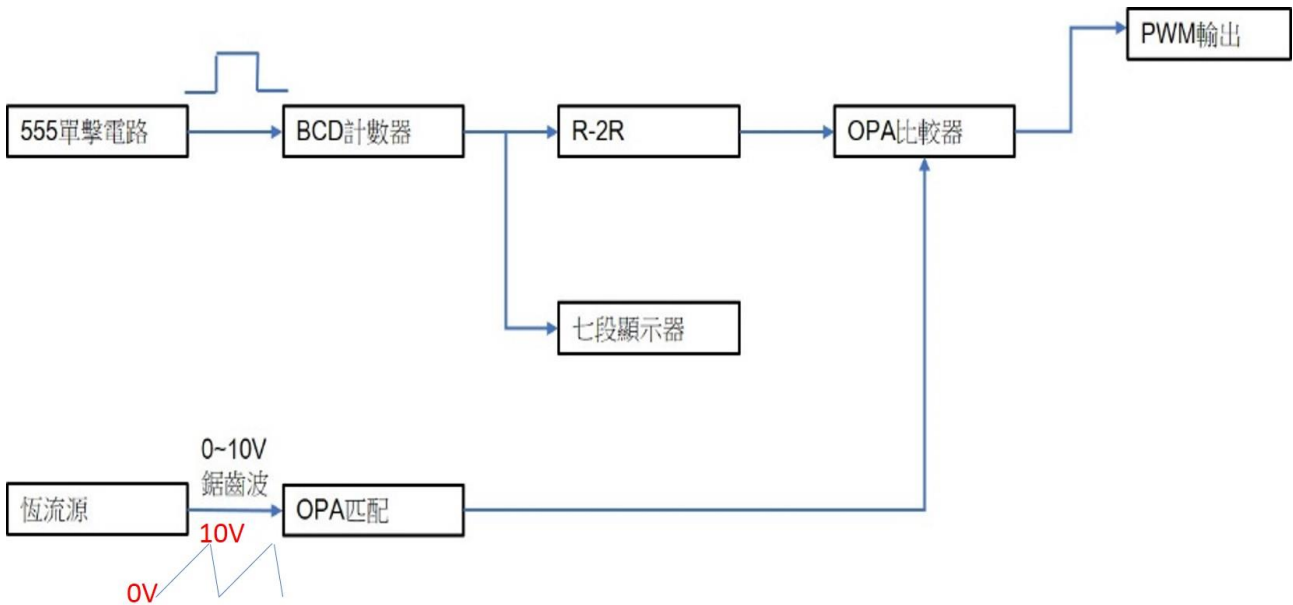 PWM輸出
555單擊電路
BCD計數器
R-2R
OPA比較器
七段顯示器
0~10V
鋸齒波
恆流源
OPA匹配
10V
0V